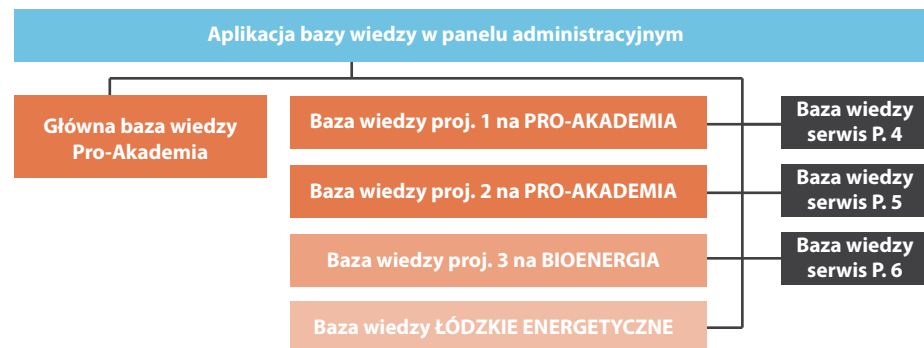 Aplikacja bazy wiedzy w panelu administracyjnym
Główna baza wiedzy
Pro-Akademia
Baza wiedzy proj. 1 na PRO-AKADEMIA
Baza wiedzy
serwis P. 4
Baza wiedzy proj. 2 na PRO-AKADEMIA
Baza wiedzy
serwis P. 5
Baza wiedzy proj. 3 na BIOENERGIA
Baza wiedzy
serwis P. 6
Baza wiedzy ŁÓDZKIE ENERGETYCZNE